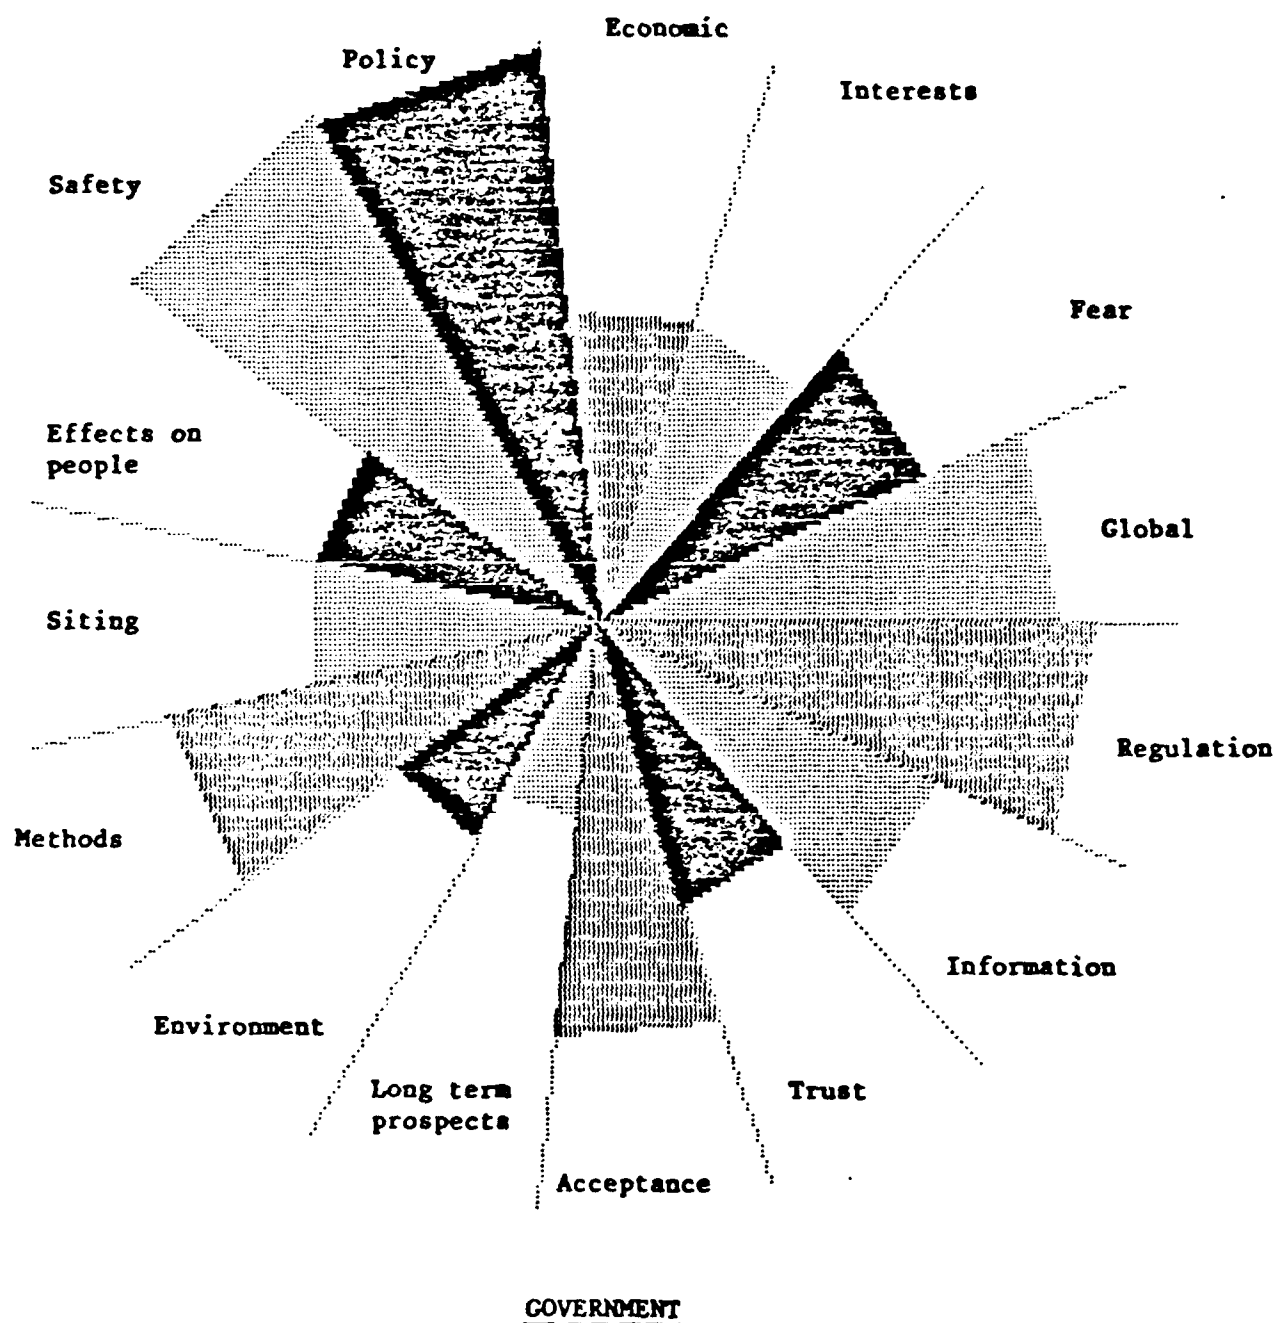 Economic
Policy
Interests
Safety
Fear
Effects on
people
Global
Siting
Regulation
Methods
Information
Environment
Long term
prospects
Trust
Acceptance
GOVERNMENT